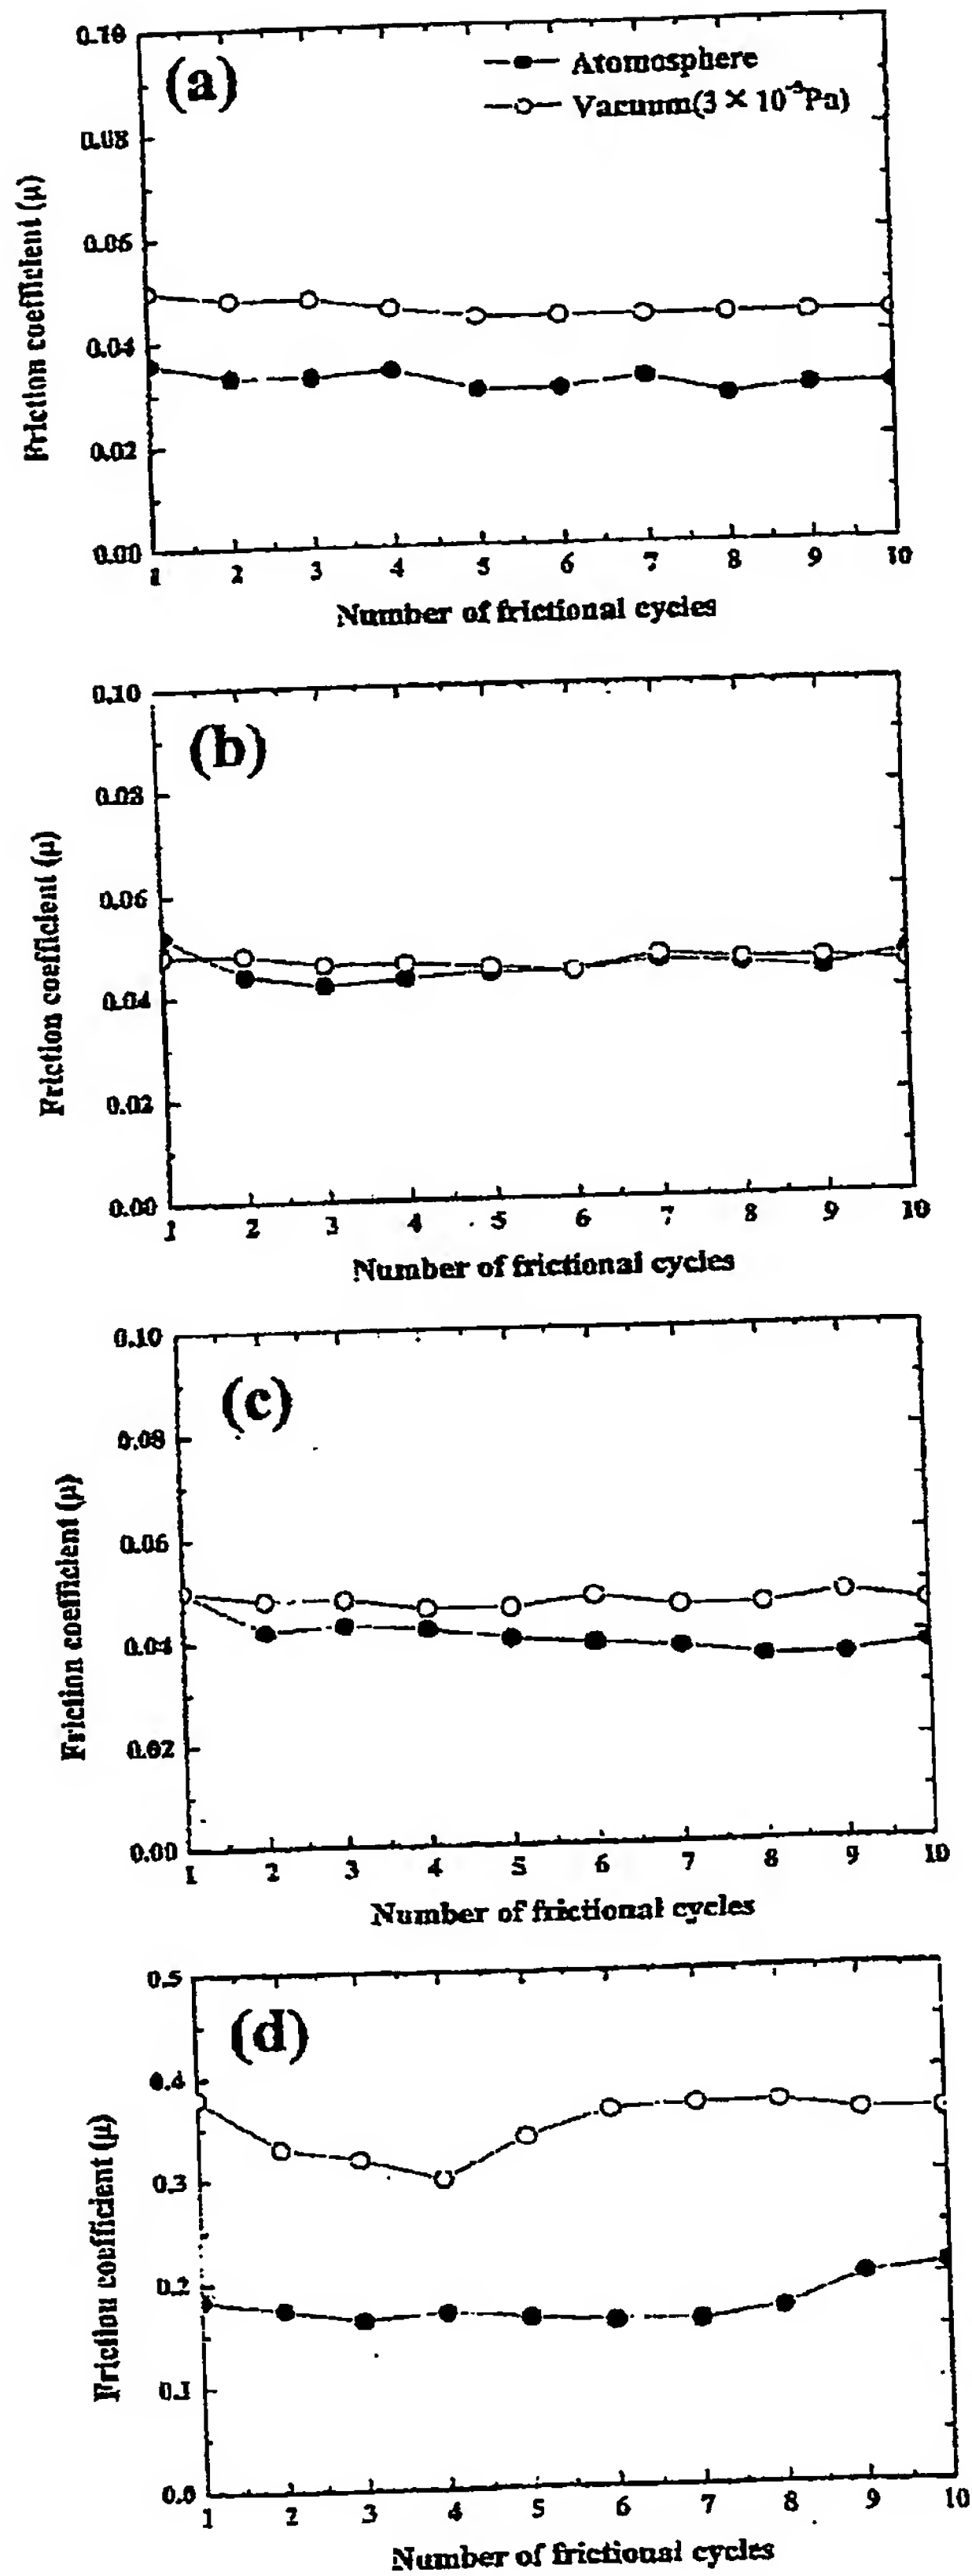 0.10
(a)
Atomosphere
Vacuum(3 × 10⁻³Pa)
0.08
0.06
0.04
0.02
0.00
Friction coefficient (μ)
1 2 3 4 5 6 7 8 9 10
Number of frictional cycles
0.10
(b)
0.08
0.06
0.04
0.02
0.00
Friction coefficient (μ)
1 2 3 4 5 6 7 8 9 10
Number of frictional cycles
0.10
(c)
0.08
0.06
0.04
0.02
0.00
Friction coefficient (μ)
1 2 3 4 5 6 7 8 9 10
Number of frictional cycles
0.5
(d)
0.4
0.3
0.2
0.1
0.0
Friction coefficient (μ)
1 2 3 4 5 6 7 8 9 10
Number of frictional cycles